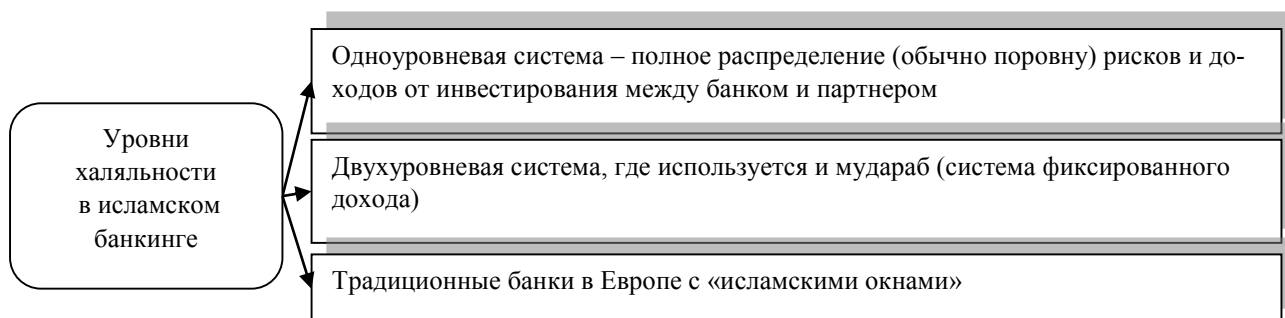 Уровни
халяльности
в исламском
банкинге
Одноуровневая система – полное распределение (обычно поровну) рисков и до-
ходов от инвестирования между банком и партнером
Двухуровневая система, где используется и мудараб (система фиксированного
дохода)
Традиционные банки в Европе с «исламскими окнами»